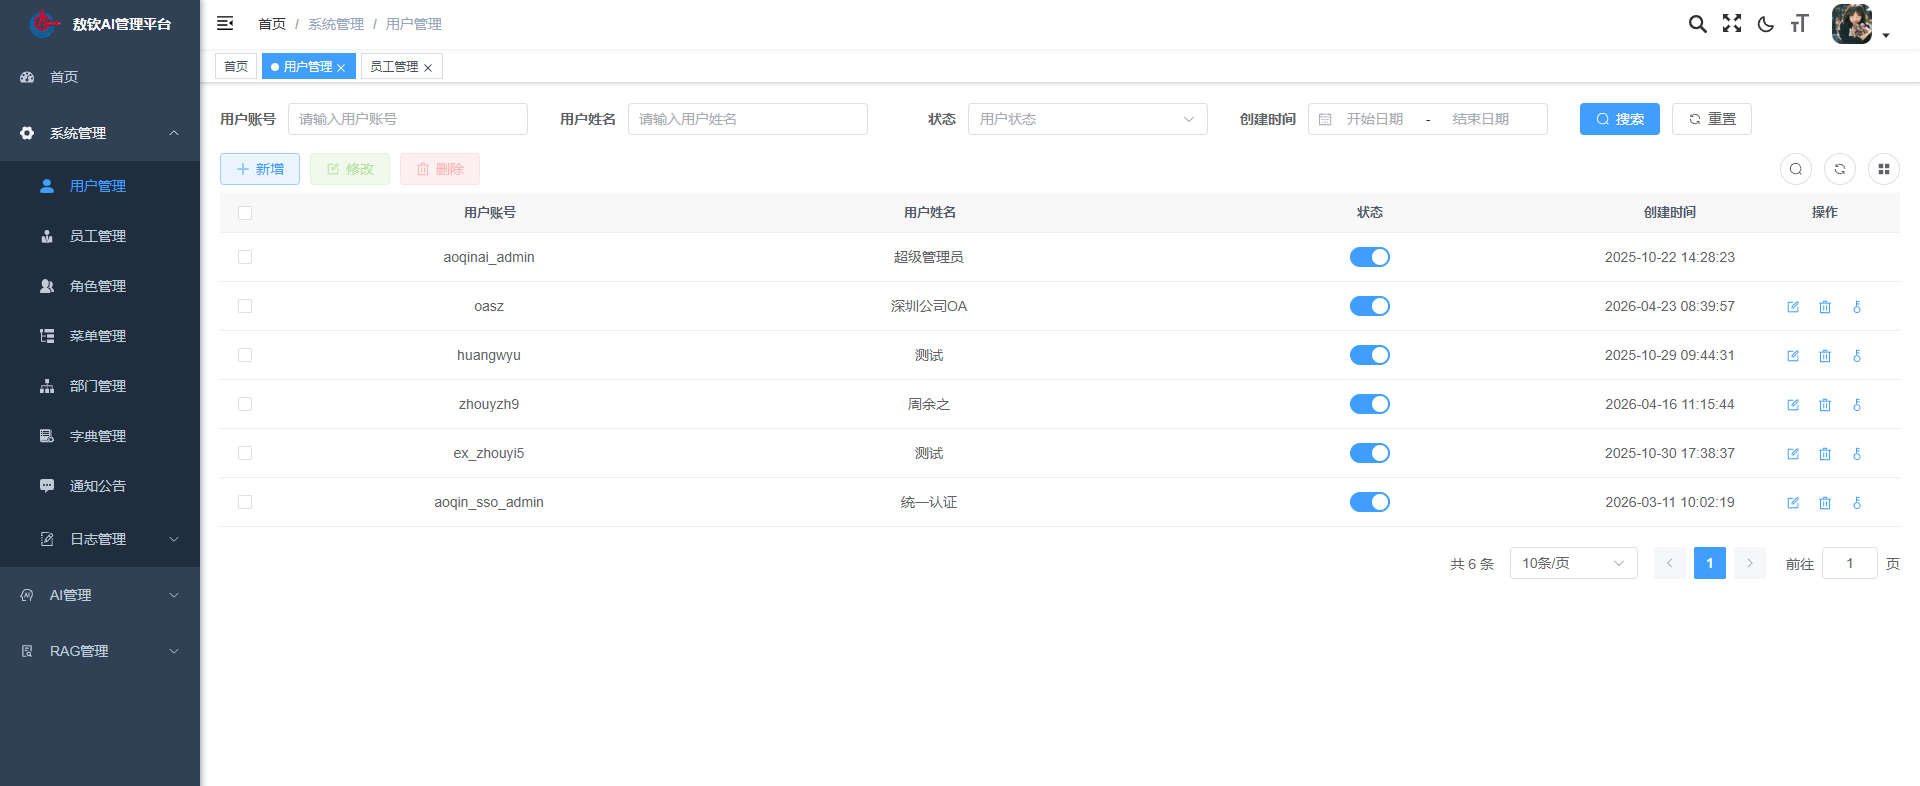 敖钦AI管理平台
首页 / 系统管理 / 用户管理
首页
用户管理
员工管理
首页
系统管理
用户管理
员工管理
角色管理
菜单管理
部门管理
字典管理
通知公告
日志管理
AI管理
RAG管理
用户账号 请输入用户账号 用户姓名 请输入用户姓名 状态 用户状态 创建时间 开始日期 - 结束日期 搜索 重置
新增 修改 删除
用户账号 用户姓名 状态 创建时间 操作
aoqinai_admin 超级管理员 2025-10-22 14:28:23
oasz 深圳公司OA 2026-04-23 08:39:57
huangwyu 测试 2025-10-29 09:44:31
zhouyzh9 周余之 2026-04-16 11:15:44
ex_zhouyi5 测试 2025-10-30 17:38:37
aoqin_sso_admin 统一认证 2026-03-11 10:02:19
共 6 条 10条/页 1 前往 1 页